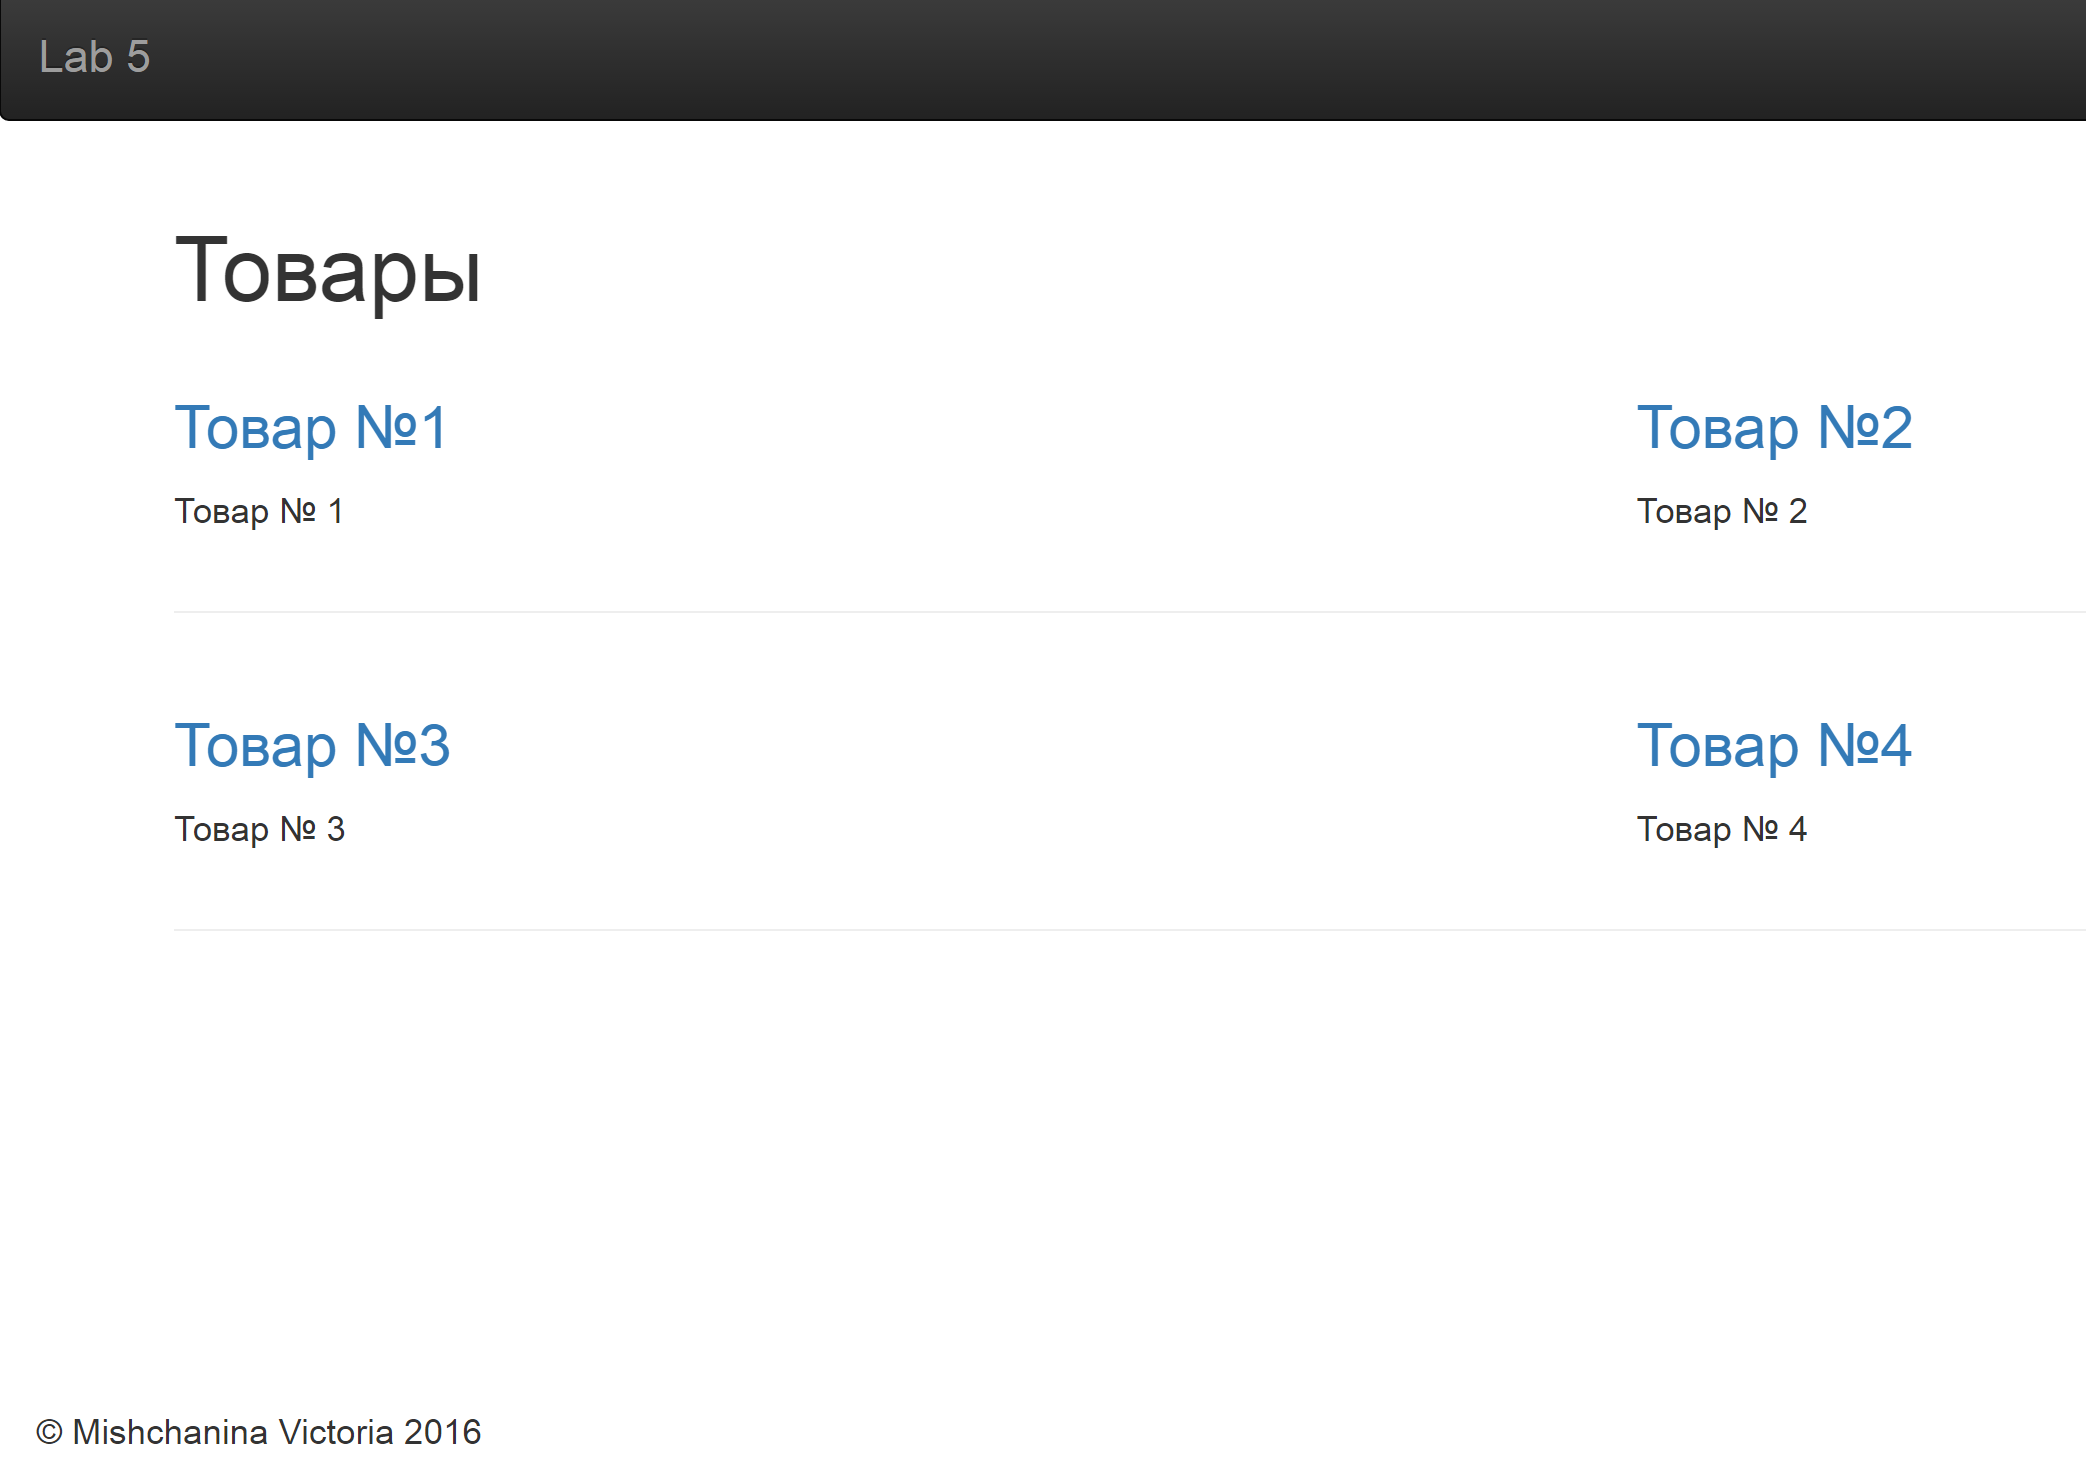 Lab 5
Товары
Товар №1
Товар № 1
Товар №2
Товар № 2
Товар №3
Товар № 3
Товар №4
Товар № 4
© Mishchanina Victoria 2016